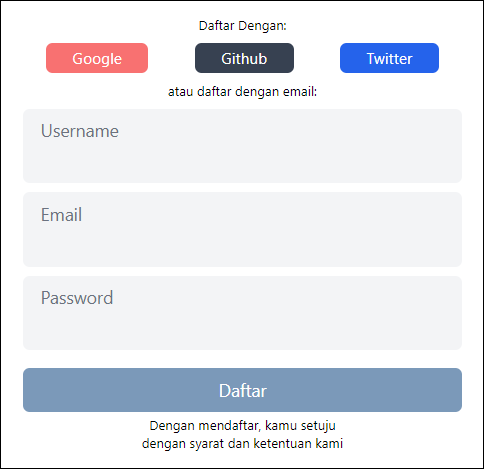 Daftar Dengan:
Google Github Twitter
atau daftar dengan email:
Username
Email
Password
Daftar
Dengan mendaftar, kamu setuju
dengan syarat dan ketentuan kami